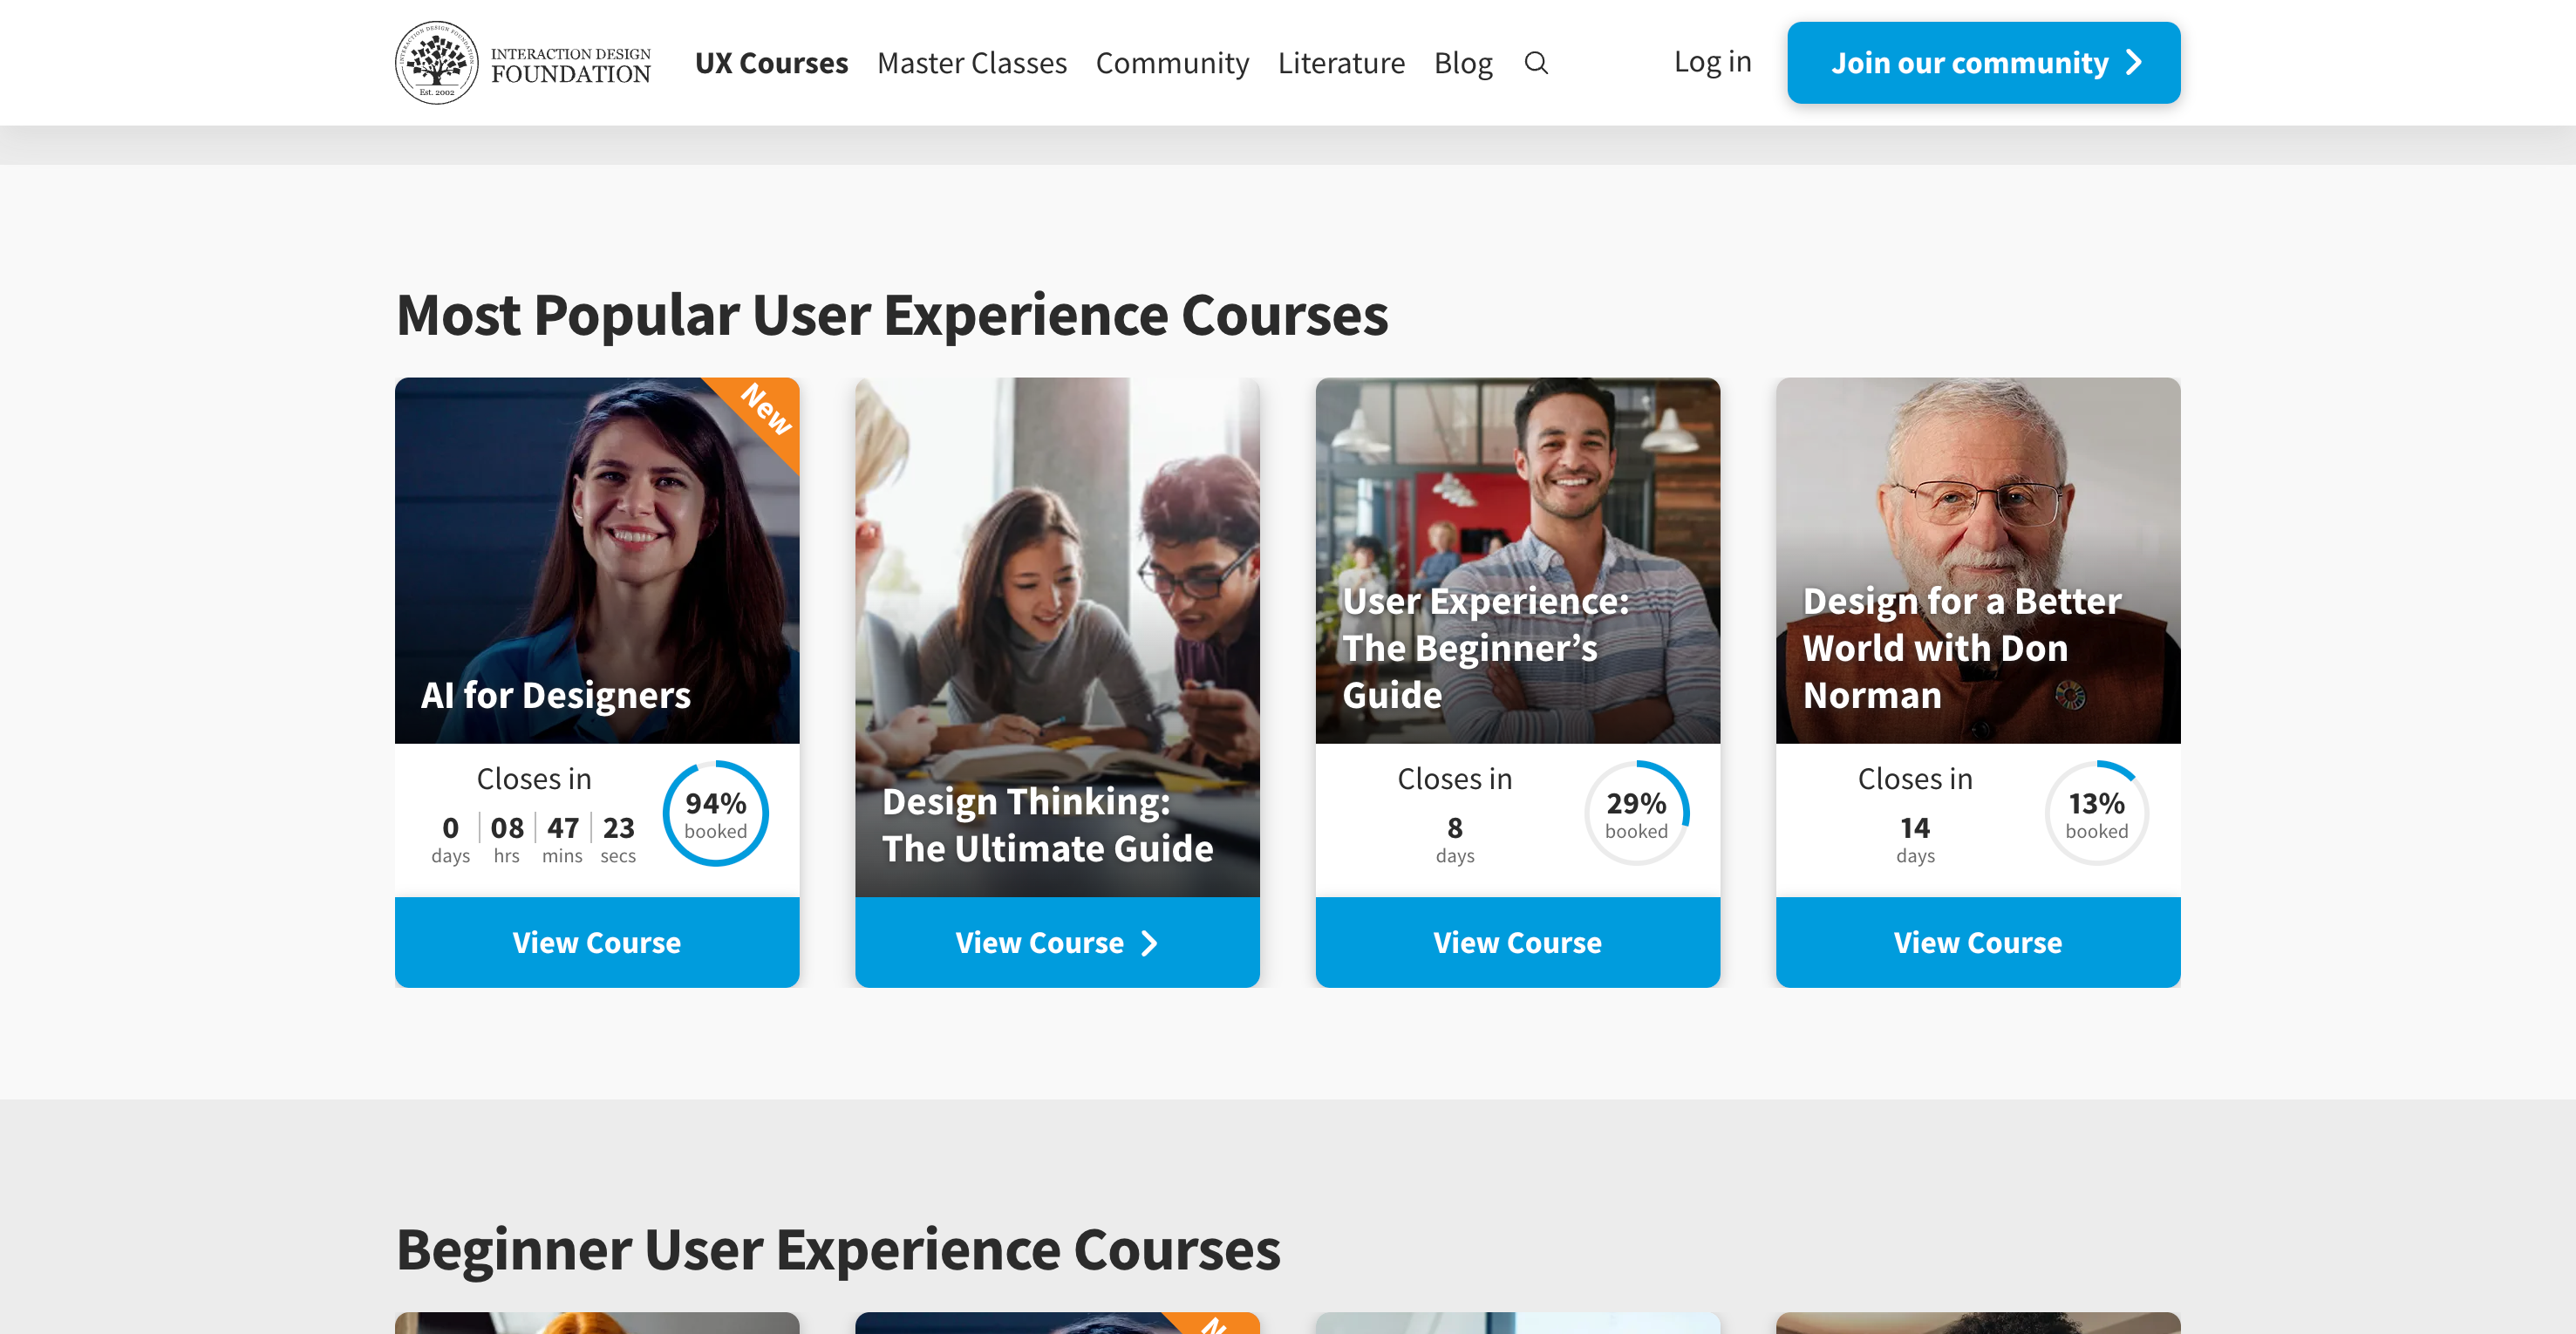 INTERACTION DESIGN FOUNDATION
INTERACTION DESIGN
FOUNDATION
Est. 2002
UX Courses
Master Classes
Community
Literature
Blog
Log in
Join our community
Most Popular User Experience Courses
New
AI for Designers
Closes in
0 08 47 23
days hrs mins secs
94%
booked
View Course
Design Thinking:
The Ultimate Guide
View Course
User Experience:
The Beginner’s
Guide
Closes in
8
days
29%
booked
View Course
Design for a Better
World with Don
Norman
Closes in
14
days
13%
booked
View Course
Beginner User Experience Courses